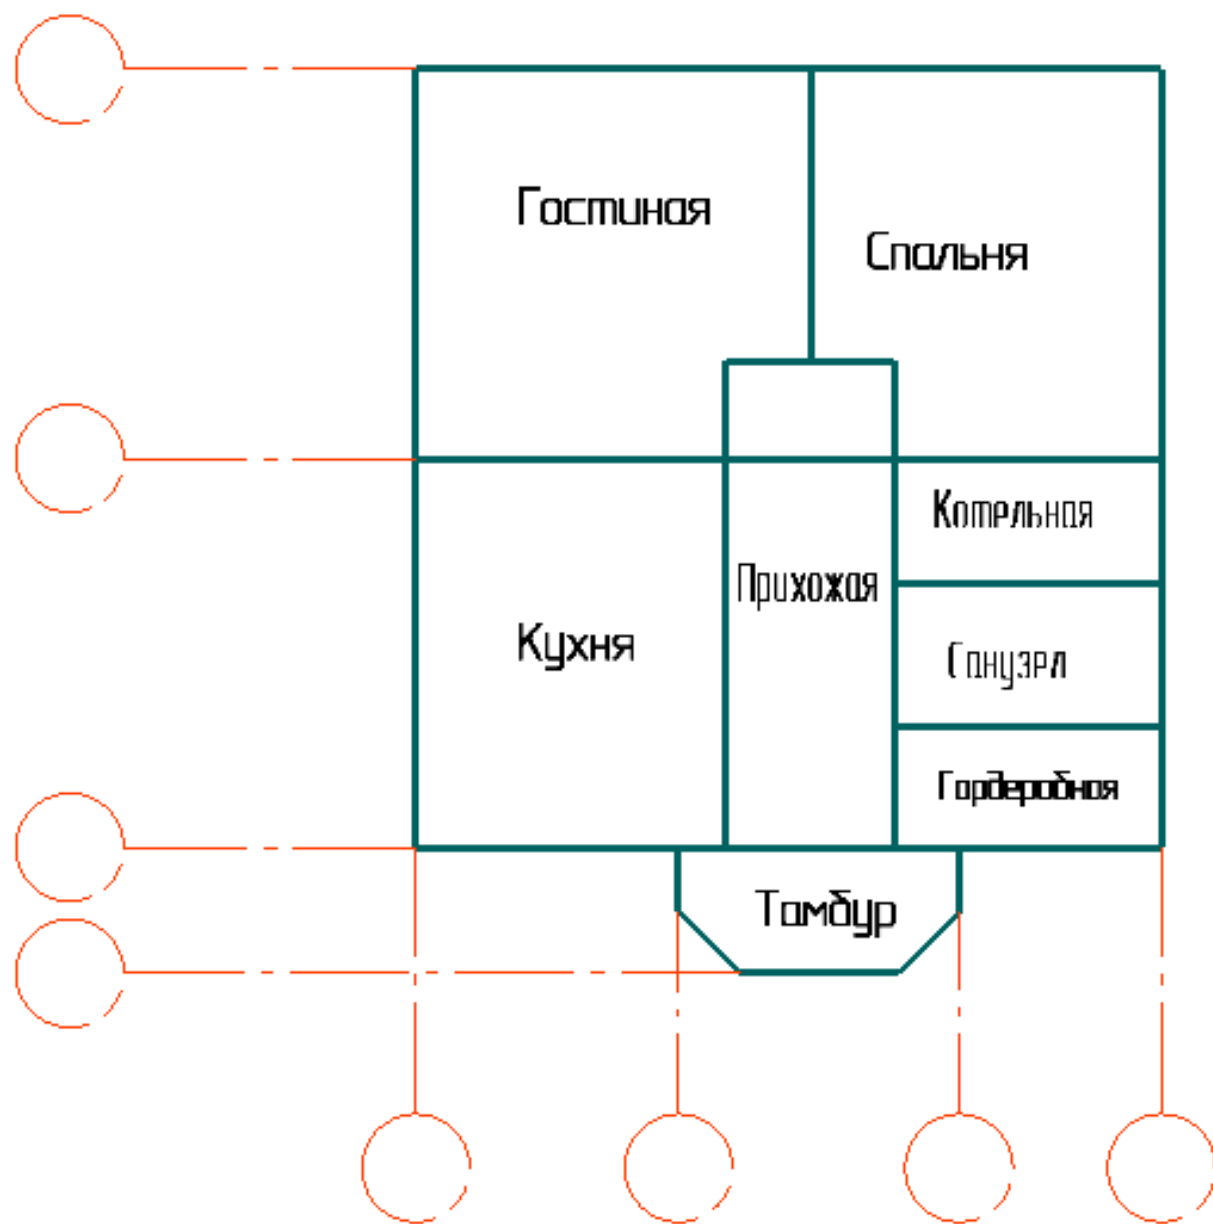 Гостиная
Спальня
Котельная
Прихожая
Кухня
Санузел
Гардеробная
Тамбур